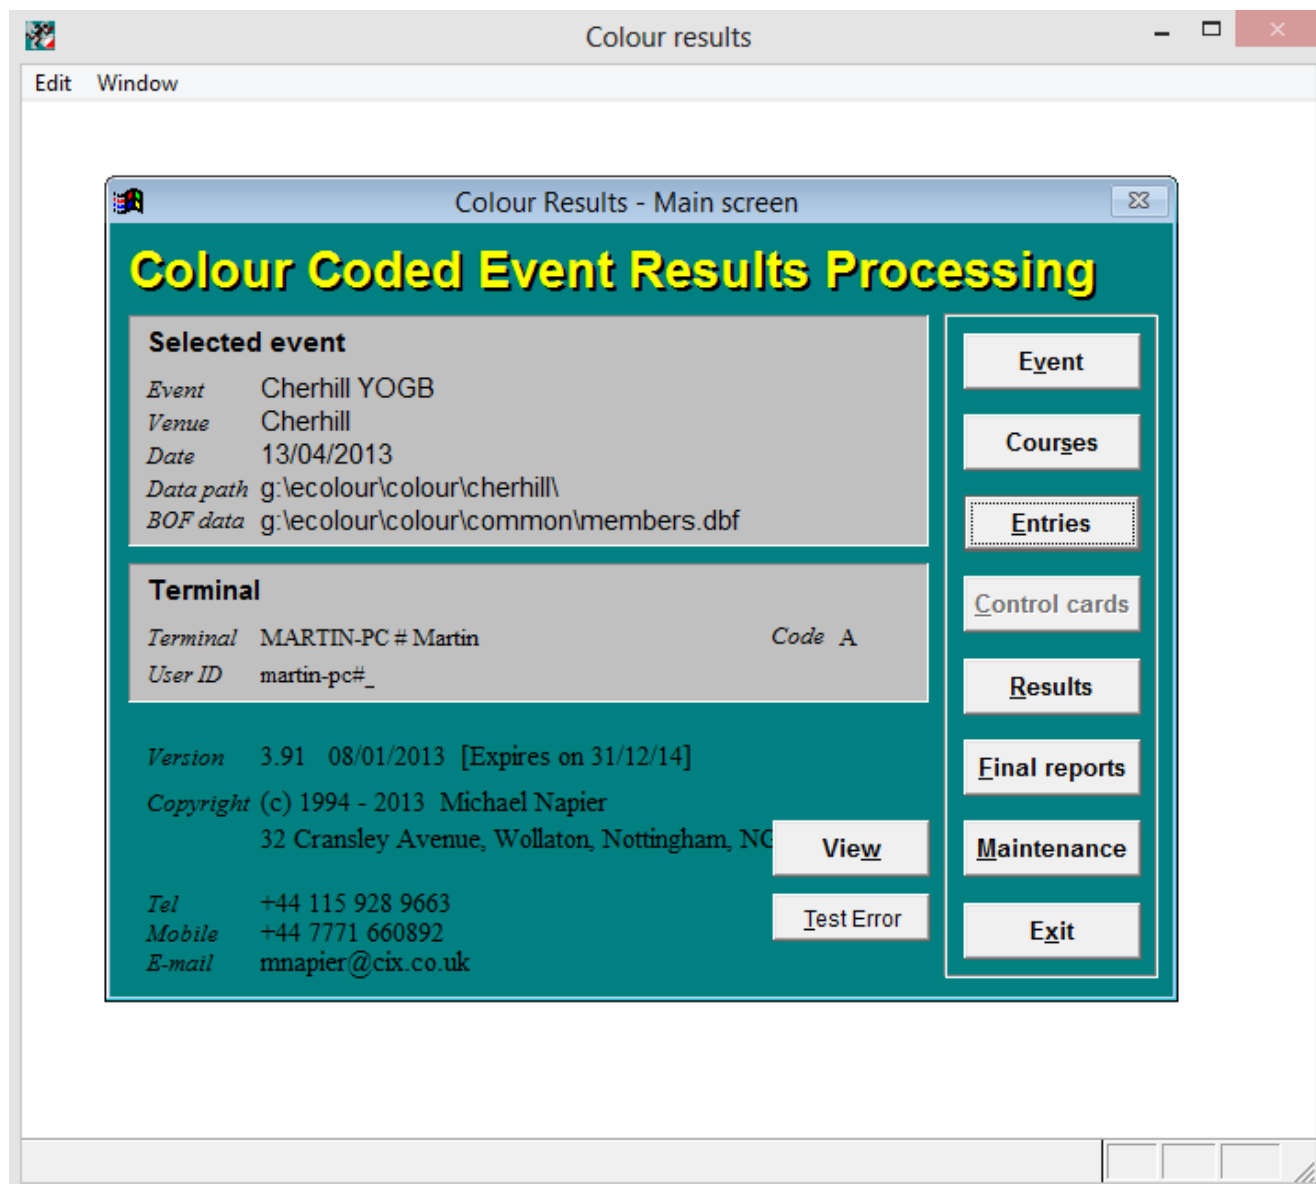 Colour results
Edit Window
Colour Results - Main screen
Colour Coded Event Results Processing
Selected event
Event Cherhill YOGB
Venue Cherhill
Date 13/04/2013
Data path g:\ecolour\colour\cherhill\
BOF data g:\ecolour\colour\common\members.dbf
Terminal
Terminal MARTIN-PC # Martin Code A
User ID martin-pc#_
Version 3.91 08/01/2013 [Expires on 31/12/14]
Copyright (c) 1994 - 2013 Michael Napier
32 Cransley Avenue, Wollaton, Nottingham,
Tel +44 115 928 9663
Mobile +44 7771 660892
E-mail mnapier@cix.co.uk
View
Test Error
Event
Courses
Entries
Control cards
Results
Final reports
Maintenance
Exit